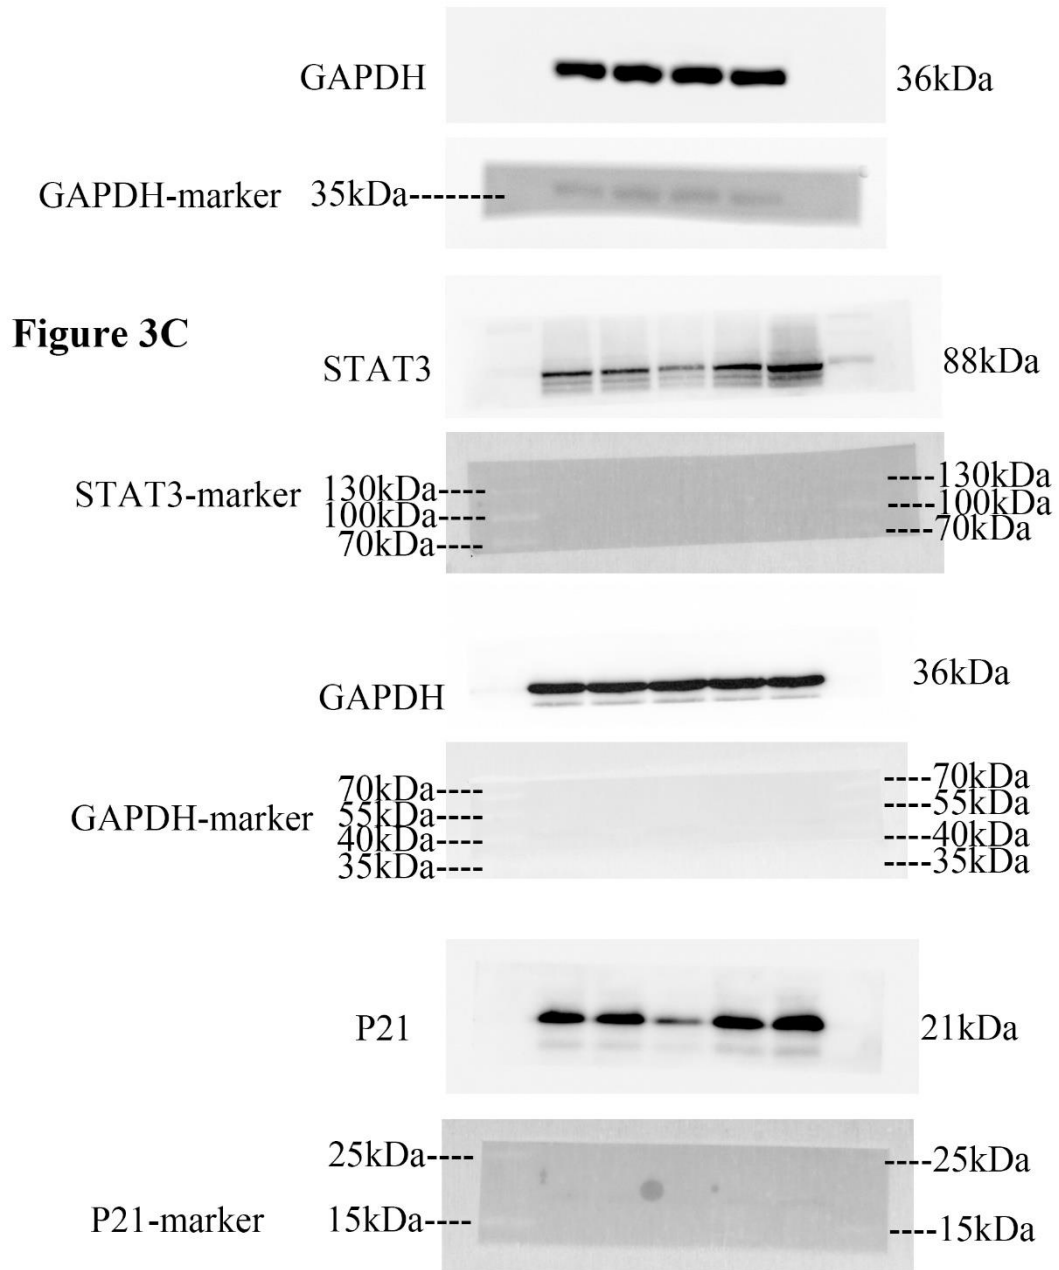 GAPDH 36kDa
GAPDH-marker 35kDa--------
Figure 3C
STAT3 88kDa
STAT3-marker
130kDa---- ----130kDa
100kDa---- ----100kDa
70kDa---- ----70kDa
GAPDH 36kDa
GAPDH-marker
70kDa---- ----70kDa
55kDa---- ----55kDa
40kDa---- ----40kDa
35kDa---- ----35kDa
P21 21kDa
25kDa---- ----25kDa
P21-marker 15kDa---- ----15kDa